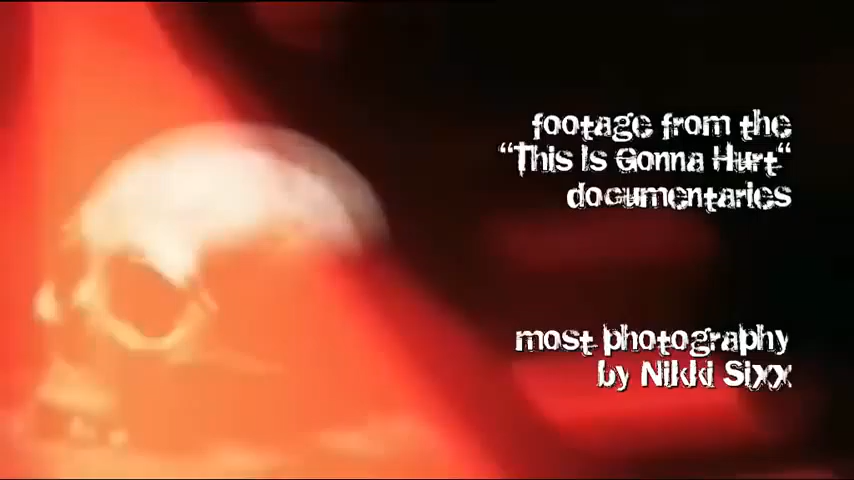 footage from the
“This Is Gonna Hurt“
documentaries
most photography
by Nikki Sixx